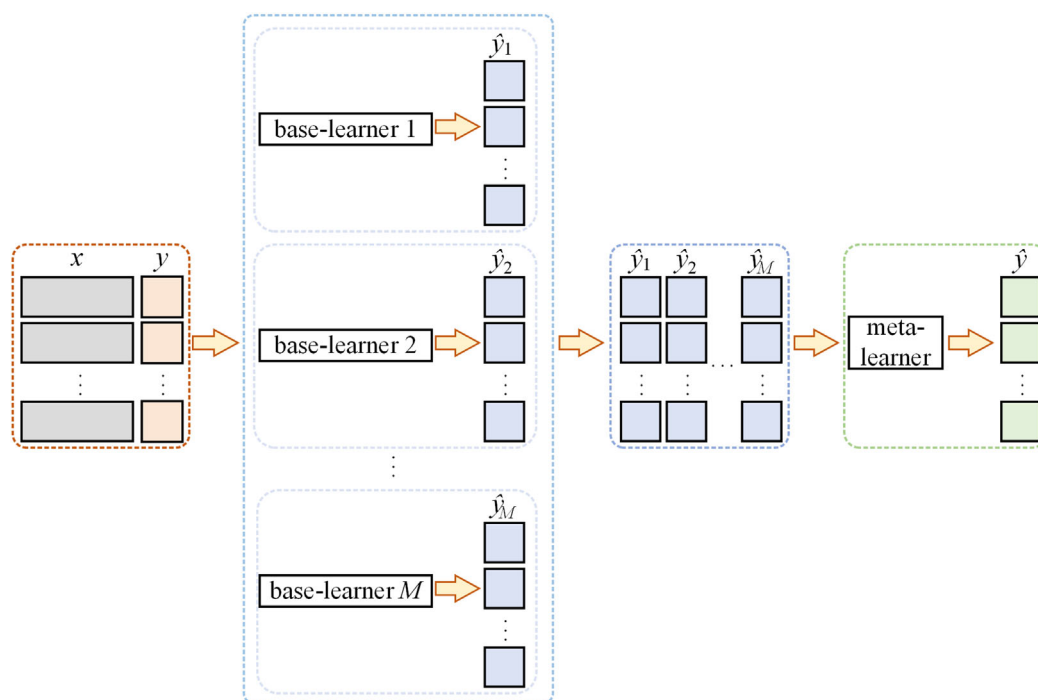 x y
ŷ1
base-learner 1
⋮
ŷ2
base-learner 2
⋮
⋮
ŷM
base-learner M
⋮
ŷ1 ŷ2 ŷM
⋮ ⋮ … ⋮
meta-
learner
ŷ
⋮